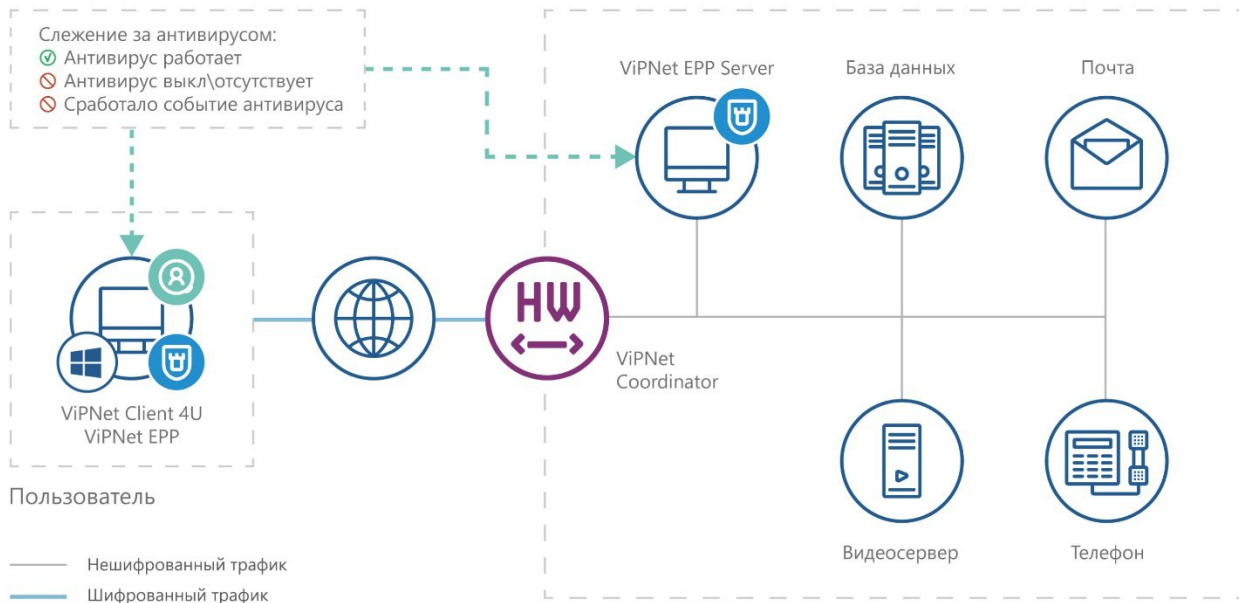 Слежение за антивирусом:
Антивирус работает
Антивирус выкл\отсутствует
Сработало событие антивируса
ViPNet EPP Server
База данных
Почта
HW
ViPNet
Coordinator
ViPNet Client 4U
ViPNet EPP
Пользователь
Видеосервер
Телефон
Нешифрованный трафик
Шифрованный трафик